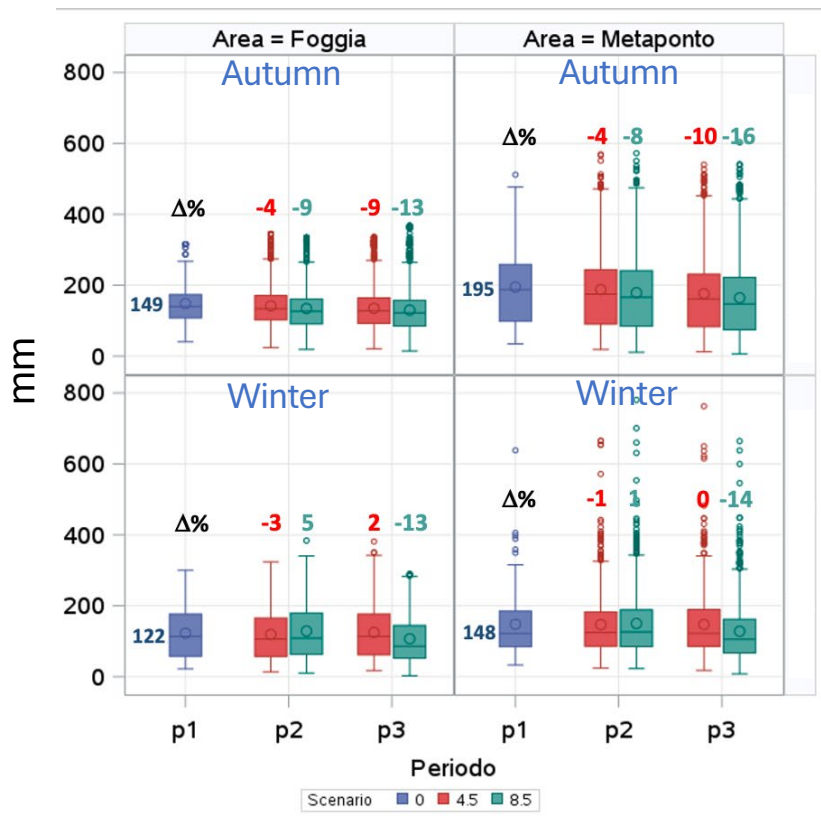 Area = Foggia Area = Metaponto
Autumn Autumn
800
600
400
200
0
Δ% -4 -8 -10 -16
Δ% -4 -9 -9 -13
149 195
mm
Winter Winter
800
600
400
200
0
Δ% -1 1 0 -14
Δ% -3 5 2 -13
122 148
p1 p2 p3 p1 p2 p3
Periodo
Scenario 0 4.5 8.5